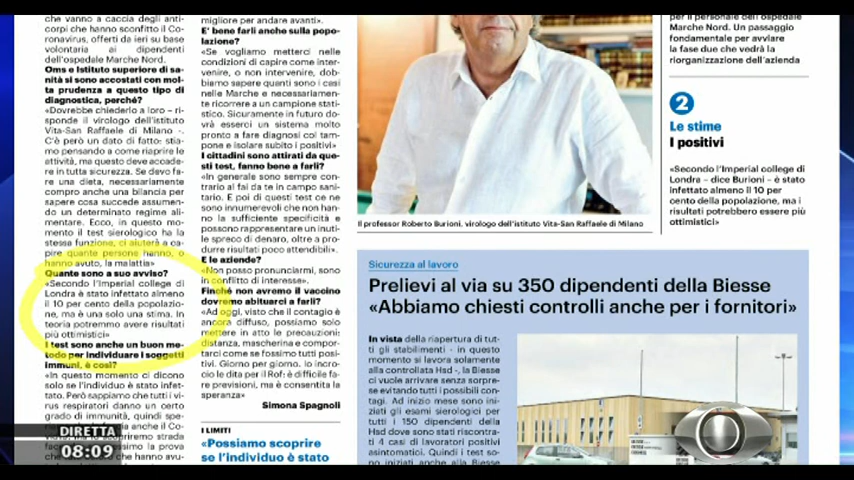 che vanno a caccia degli anti-
corpi che hanno sconfitto il Co-
ronavirus, offerti da ieri su base
volontaria ai dipendenti
dell'ospedale Marche Nord.
Oms e Istituto superiore di sa-
nità si sono accostati con mol-
ta prudenza a questo tipo di
diagnostica, perché?
«Dovrebbe chiederlo a loro – ri-
sponde il virologo dell'istituto
Vita-San Raffaele di Milano -.
C'è però un dato di fatto: stia-
mo pensando a come riaprire le
attività, ma questo deve accade-
re in tutta sicurezza. Se devo fa-
re una dieta, necessariamente
compro anche una bilancia per
sapere cosa succede assumen-
do un determinato regime ali-
mentare. Ecco, in questo mo-
mento il test sierologico ha la
stessa funzione, ci aiuterà a ca-
pire quante persone hanno, o
hanno avuto, la malattia»
Quante sono a suo avviso?
«Secondo l'Imperial college di
Londra è stato infettato almeno
il 10 per cento della popolazio-
ne, ma è una solo una stima. In
teoria potremmo avere risultati
più ottimistici»
I test sono anche un buon me-
todo per individuare i soggetti
immuni, è così?
«In questo momento ci dicono
solo se l'individuo è stato infet-
tato. Però sappiamo che tutti i
virus respiratori danno un certo
grado di immunità, quindi spe-
migliore per andare avanti».
E' bene farli anche sulla popo-
lazione?
«Se vogliamo metterci nelle
condizioni di capire come inter-
venire, o non intervenire, dob-
biamo sapere quanti sono i casi
nelle Marche e necessariamente
ricorrere a un campione stati-
stico. Sicuramente in futuro do-
vrà esserci un sistema molto
pronto a fare diagnosi col tam-
pone e isolare subito i positivi»
I cittadini sono attirati da que-
sti test, fanno bene a farli?
«In generale sono sempre
contrario al fai da te in campo sani-
tario. E poi di questi test ce ne
sono innumerevoli che non han-
no la sufficiente specificità e
possono rappresentare un inuti-
le spreco di denaro, oltre a pro-
durre risultati poco attendibili».
E le aziende?
«Non posso pronunciarmi, sono
in conflitto di interesse».
Finché non avremo il vaccino
dovremo abituarci a farli?
«Ad oggi, visto che il contagio è
ancora diffuso, possiamo solo
mettere in atto le precauzioni:
distanza, mascherina e compor-
tarci come se fossimo tutti posi-
tivi. Giorno per giorno. Io incro-
cio le dita per il Rof: è difficile fa-
re previsioni, ma è consentita la
speranza»
Simona Spagnoli
I LIMITI
«Possiamo scoprire
se l'individuo è stato
Il professor Roberto Burioni, virologo dell'istituto Vita-San Raffaele di Milano
per il personale dell'ospedale
Marche Nord. Un passaggio
fondamentale per avviare
la fase due che vedrà la
riorganizzazione dell'azienda
2
Le stime
I positivi
«Secondo l'Imperial college di
Londra – dice Burioni – è stato
infettato almeno il 10 per
cento della popolazione, ma i
risultati potrebbero essere più
ottimistici»
Sicurezza al lavoro
Prelievi al via su 350 dipendenti della Biesse
«Abbiamo chiesti controlli anche per i fornitori»
In vista della riapertura di tut-
ti gli stabilimenti - in questo
momento si lavora solamente
alla controllata Hsd -, la Biesse
ci vuole arrivare senza sorpre-
se evitando tutti i possibili con-
tagi. Ad inizio mese sono ini-
ziati gli esami sierologici per
tutti i 150 dipendenti della
Hsd dove sono stati riscontra-
ti 4 casi di lavoratori positivi
asintomatici. Quindi i test so-
no iniziati anche alla Biesse
DIRETTA
08:09